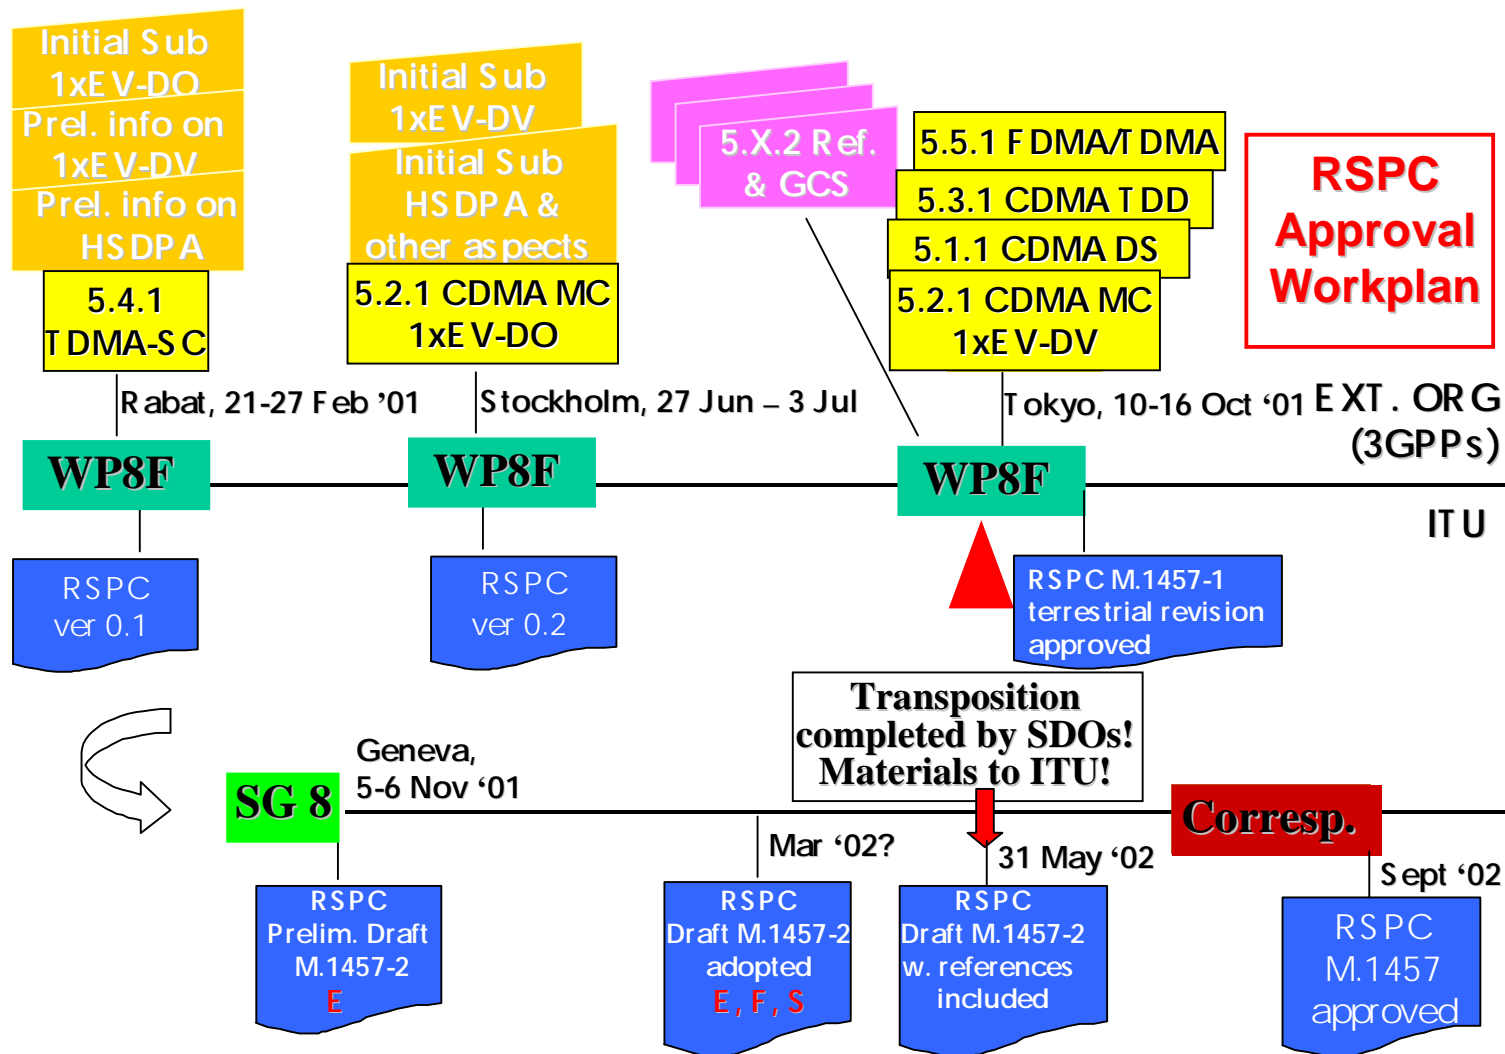 Initial Sub
1xEV-DO
Prel. info on
1xEV-DV
Prel. info on
HSDPA
5.4.1
TDMA-SC
Initial Sub
1xEV-DV
Initial Sub
HSDPA &
other aspects
5.2.1 CDMA MC
1xEV-DO
5.X.2 Ref.
& GCS
5.5.1 FDMA/TDMA
5.3.1 CDMA TDD
5.1.1 CDMA DS
5.2.1 CDMA MC
1xEV-DV
RSPC
Approval
Workplan
Rabat, 21-27 Feb '01
Stockholm, 27 Jun – 3 Jul
Tokyo, 10-16 Oct '01
EXT. ORG
(3GPPs)
WP8F
WP8F
WP8F
ITU
RSPC
ver 0.1
RSPC
ver 0.2
RSPC M.1457-1
terrestrial revision
approved
Transposition
completed by SDOs!
Materials to ITU!
Geneva,
5-6 Nov '01
SG 8
Corresp.
Mar '02?
31 May '02
Sept '02
RSPC
Prelim. Draft
M.1457-2
E
RSPC
Draft M.1457-2
adopted
E, F, S
RSPC
Draft M.1457-2
w. references
included
RSPC
M.1457
approved